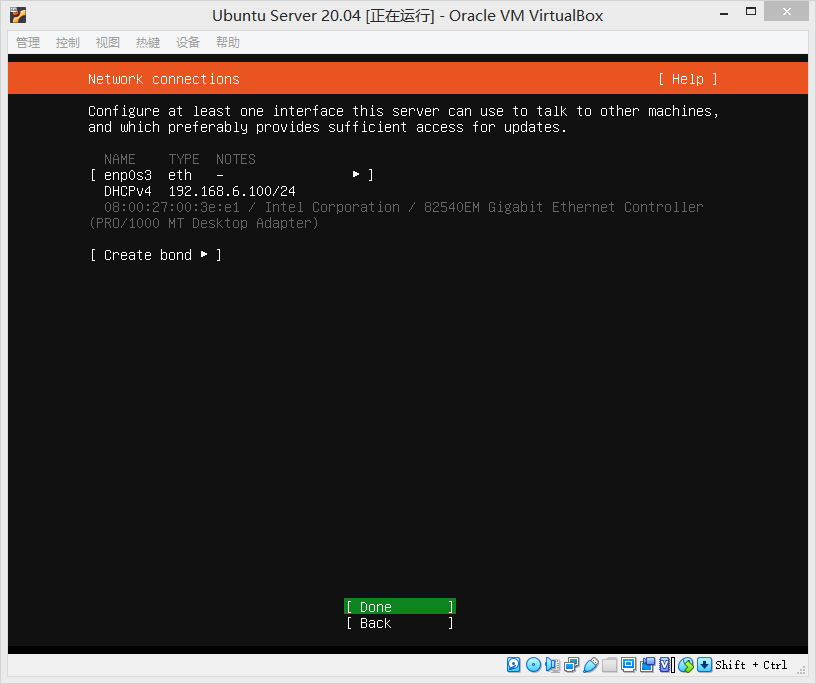 Ubuntu Server 20.04 [正在运行] - Oracle VM VirtualBox
管理 控制 视图 热键 设备 帮助
Network connections [ Help ]
Configure at least one interface this server can use to talk to other machines,
and which preferably provides sufficient access for updates.
NAME TYPE NOTES
[ enp0s3 eth - ▸ ]
DHCPv4 192.168.6.100/24
08:00:27:00:3e:e1 / Intel Corporation / 82540EM Gigabit Ethernet Controller
(PRO/1000 MT Desktop Adapter)
[ Create bond ▸ ]
[ Done ]
[ Back ]
Shift + Ctrl